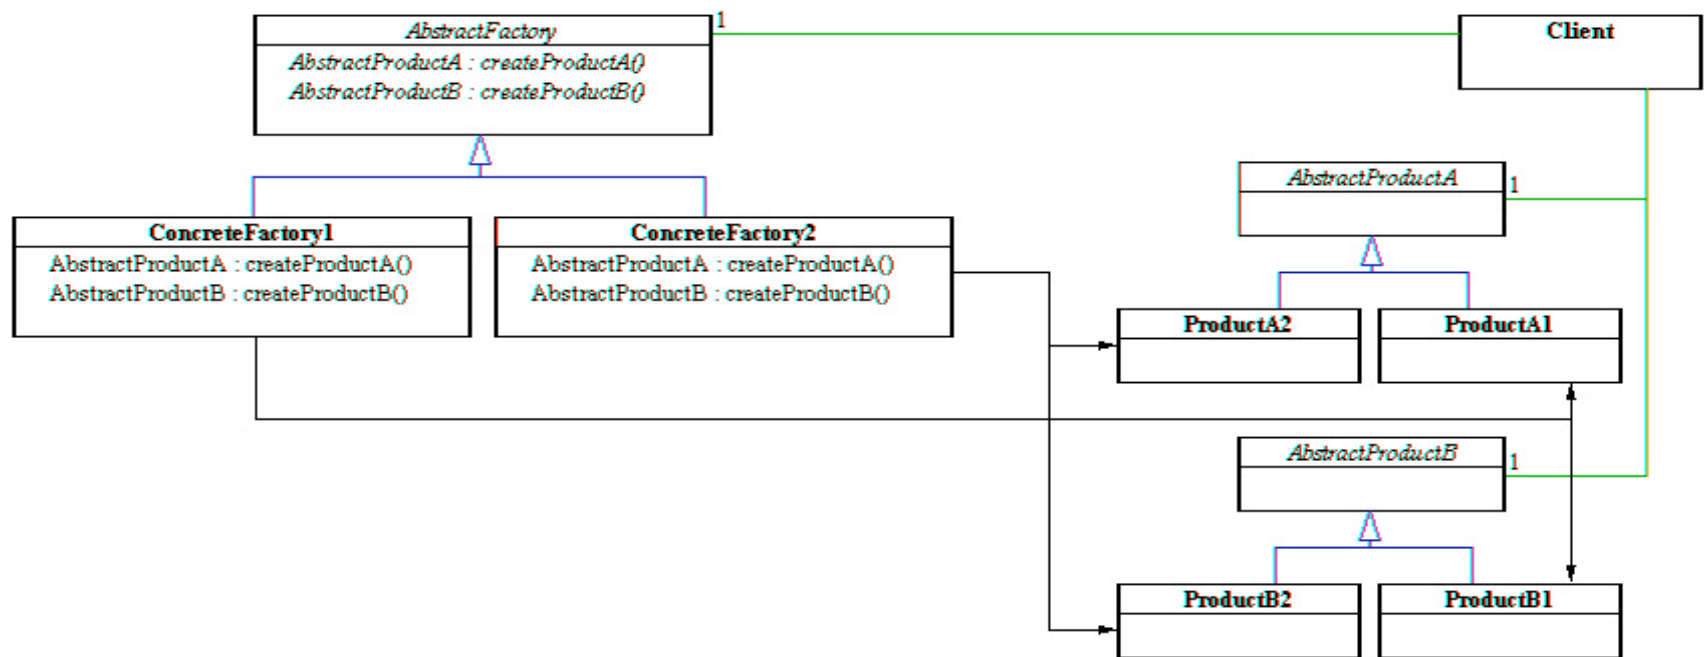 AbstractFactory
1
Client
AbstractProductA : createProductA()
AbstractProductB : createProductB()
AbstractProductA
1
ConcreteFactory1
AbstractProductA : createProductA()
AbstractProductB : createProductB()
ConcreteFactory2
AbstractProductA : createProductA()
AbstractProductB : createProductB()
ProductA2
ProductA1
AbstractProductB
1
ProductB2
ProductB1